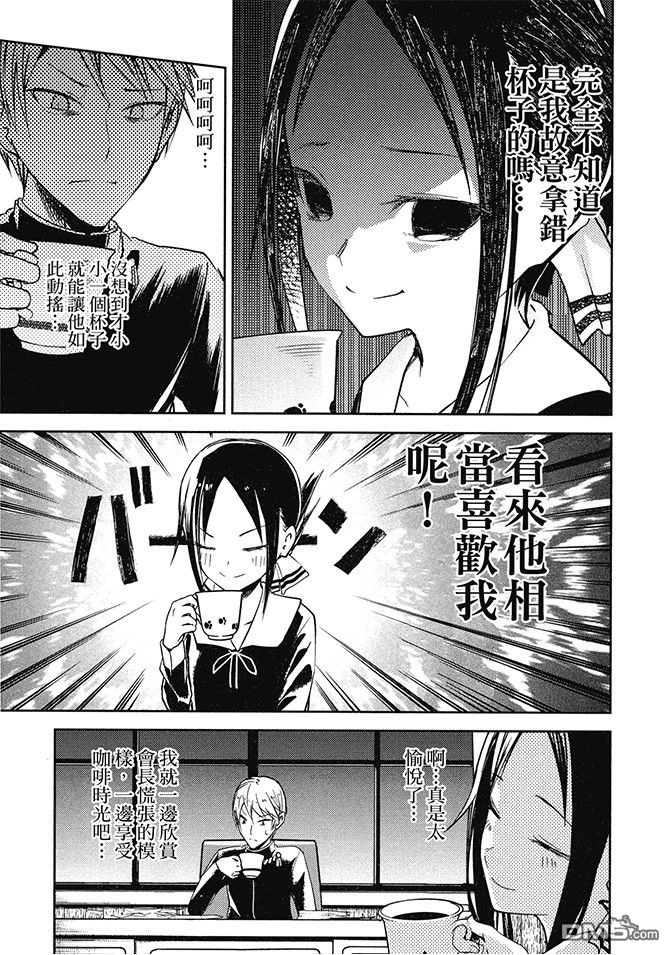 完全不知道
是我故意拿錯
杯子的嗎…
呵呵呵呵…
沒想到才小
小一個杯子
就能讓他如
此動搖…
看來他相
當喜歡我
呢！
バーーン
啊…真是太
愉悅了…
我就一邊欣賞
會長慌張的模
樣，一邊享受
咖啡時光吧…
DM5.COM